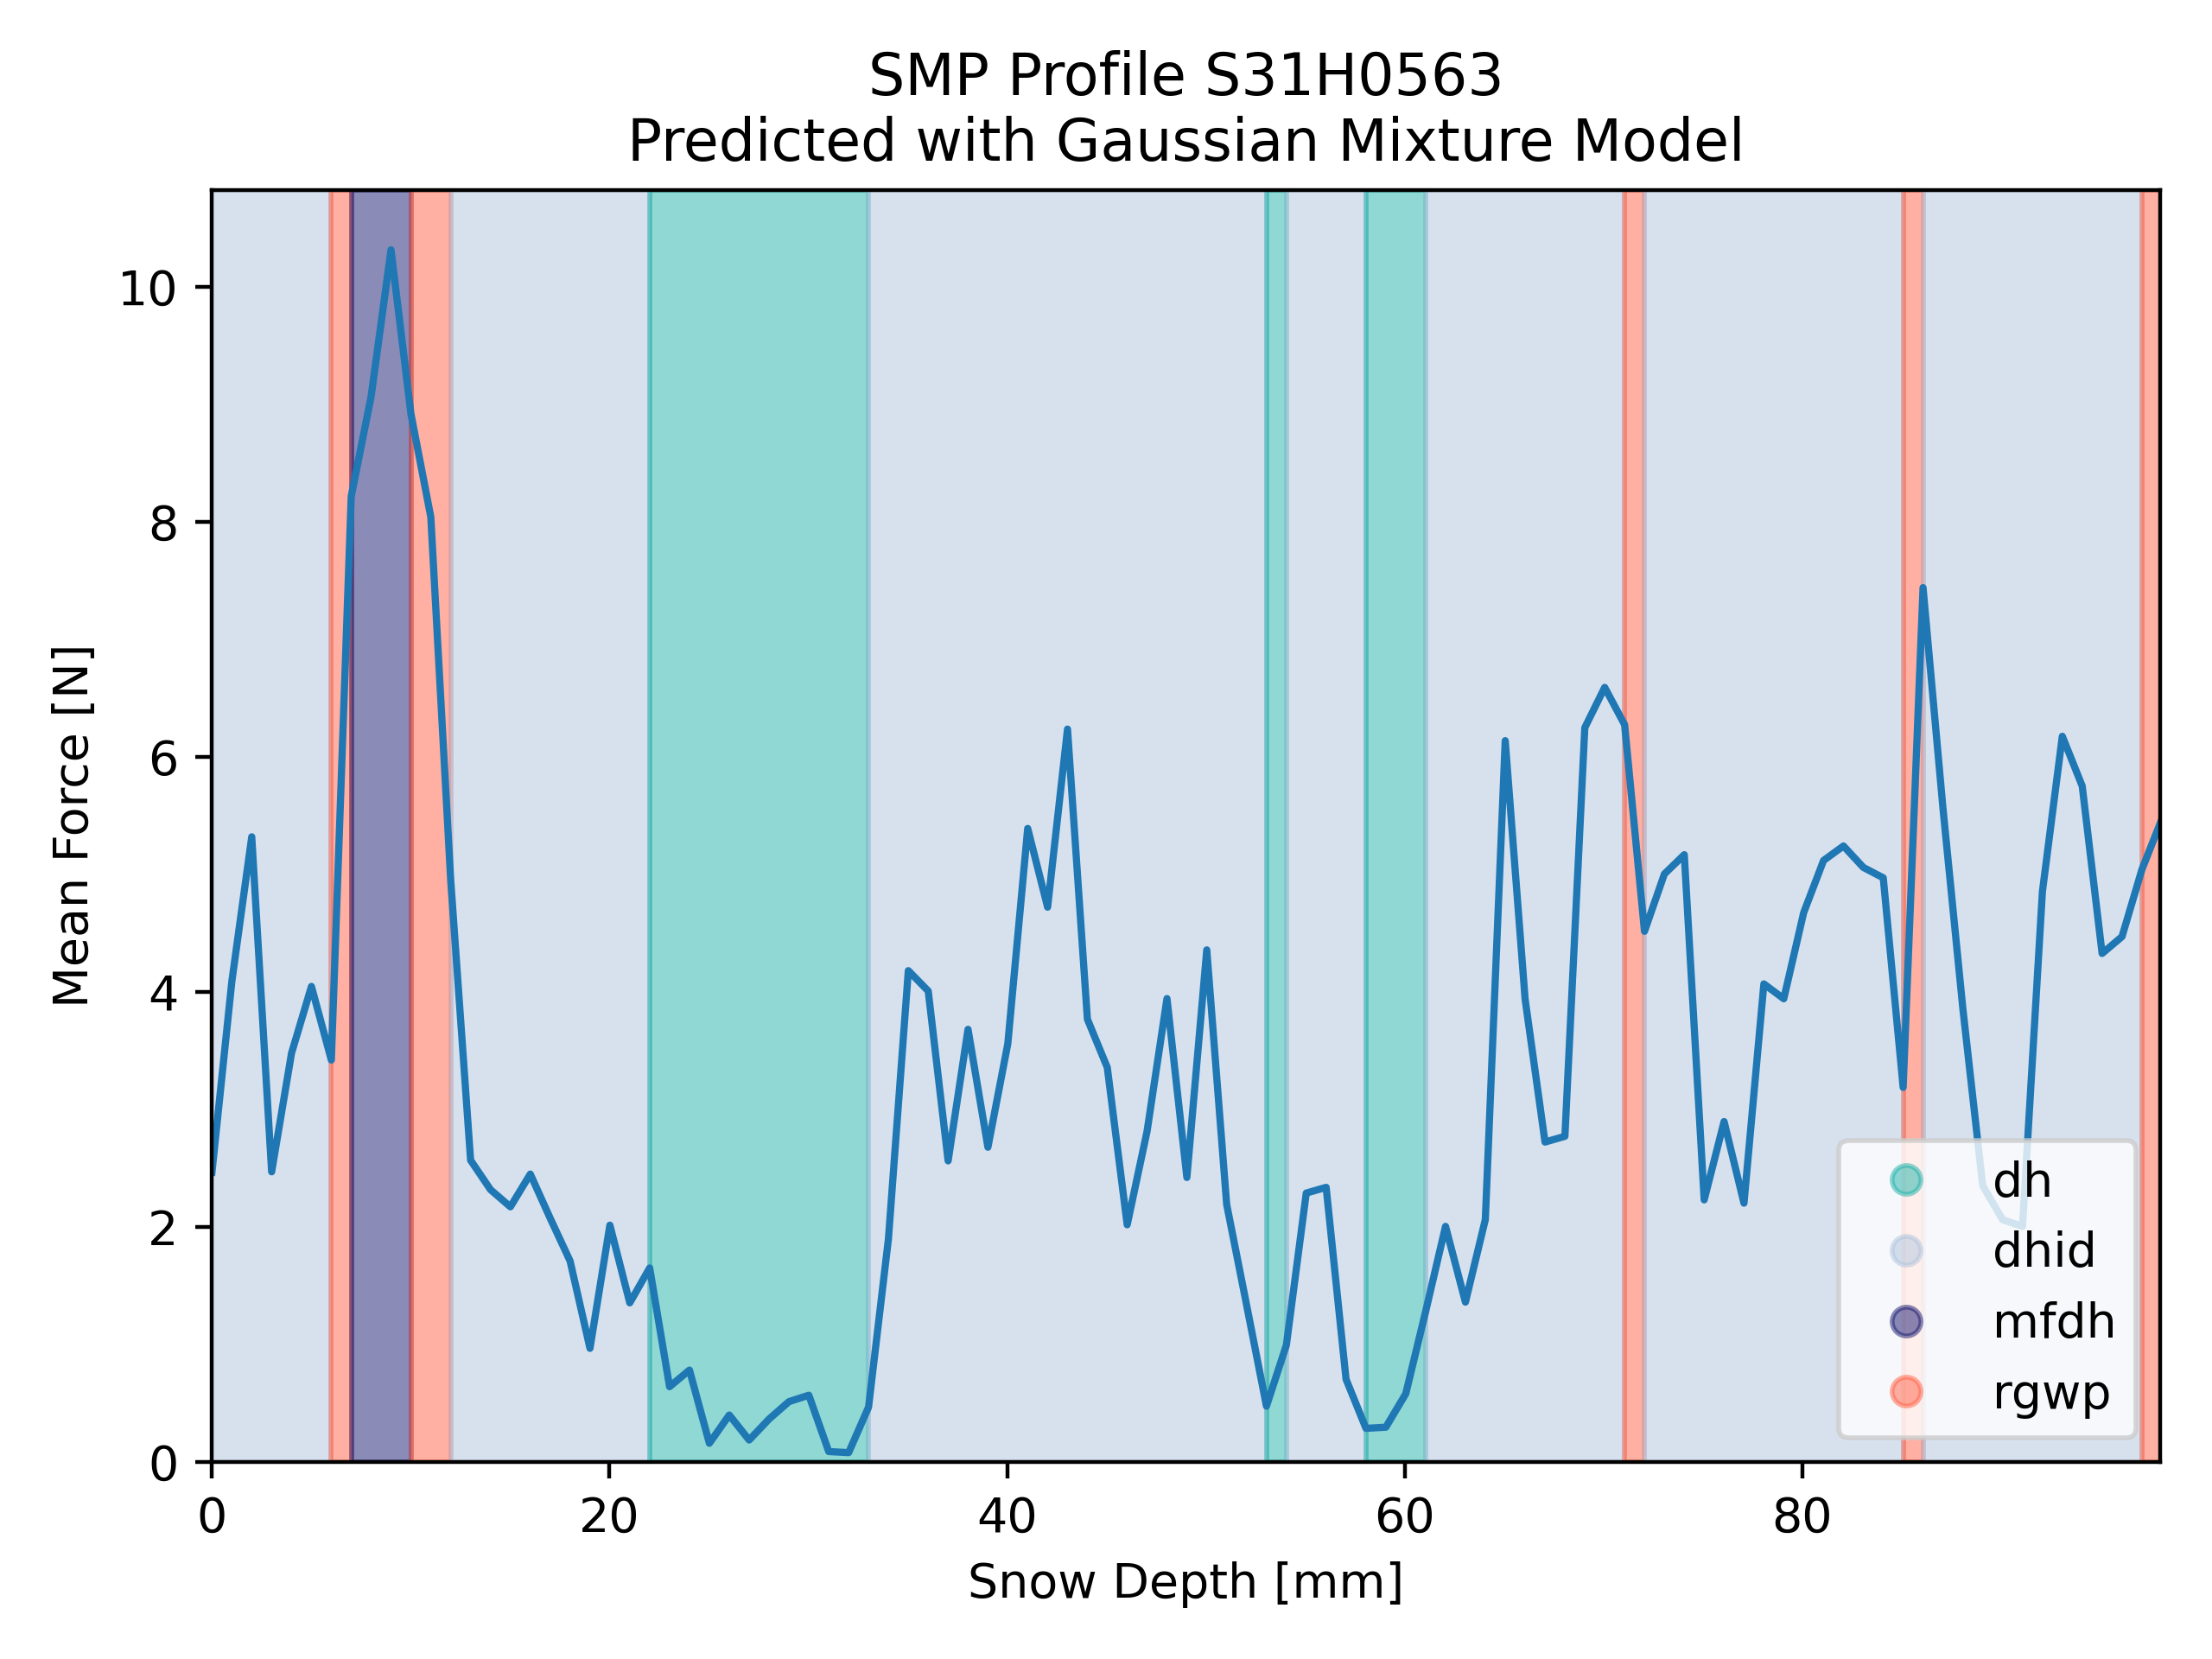 SMP Profile S31H0563
Predicted with Gaussian Mixture Model
Mean Force [N]
10
8
6
4
2
0
0 20 40 60 80
Snow Depth [mm]
dh
dhid
mfdh
rgwp